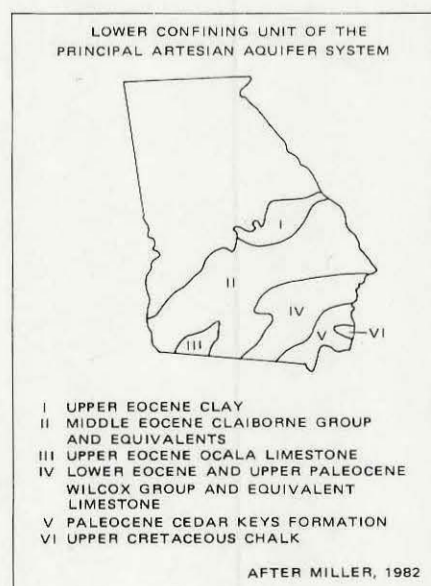 LOWER CONFINING UNIT OF THE
PRINCIPAL ARTESIAN AQUIFER SYSTEM
I
II
IV
III
V
VI
I UPPER EOCENE CLAY
II MIDDLE EOCENE CLAIBORNE GROUP
AND EQUIVALENTS
III UPPER EOCENE OCALA LIMESTONE
IV LOWER EOCENE AND UPPER PALEOCENE
WILCOX GROUP AND EQUIVALENT
LIMESTONE
V PALEOCENE CEDAR KEYS FORMATION
VI UPPER CRETACEOUS CHALK
AFTER MILLER, 1982